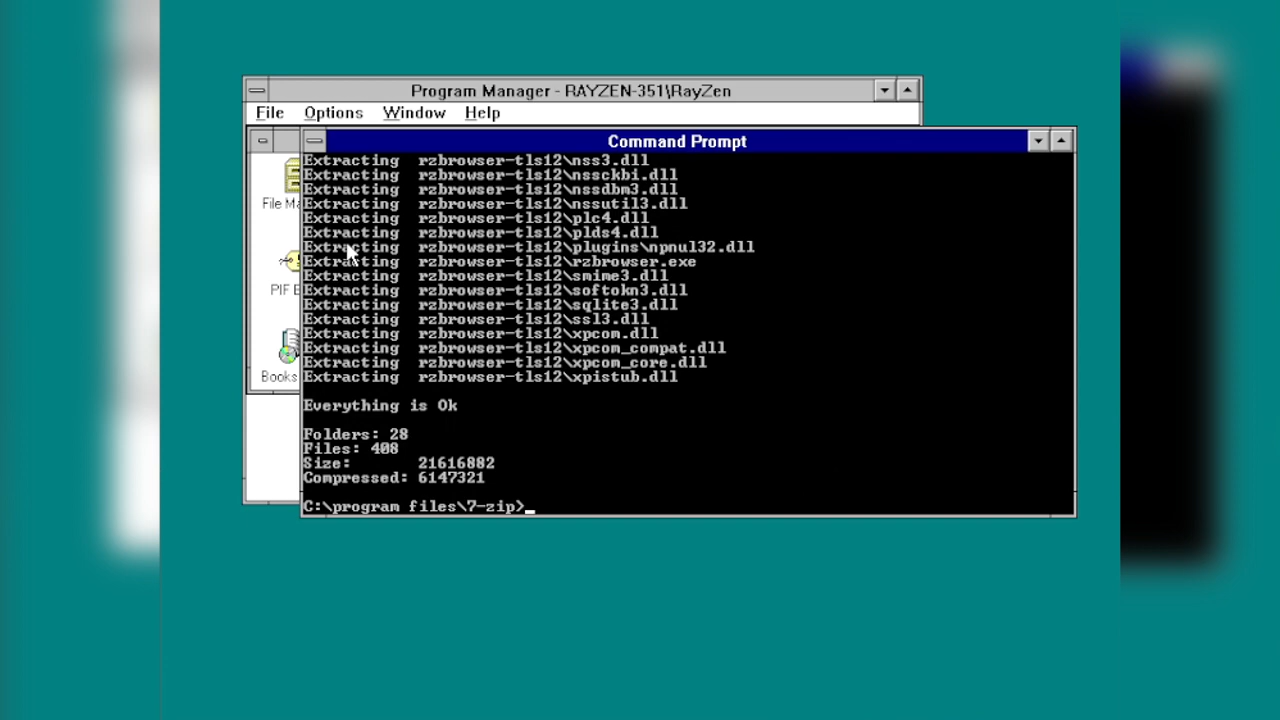 Program Manager - RAYZEN-351\RayZen
File Options Window Help
Command Prompt
File Ma
PIF E
Books
Extracting rzbrowser-tls12\nss3.dll
Extracting rzbrowser-tls12\nssckbi.dll
Extracting rzbrowser-tls12\nssdbm3.dll
Extracting rzbrowser-tls12\nssutil3.dll
Extracting rzbrowser-tls12\plc4.dll
Extracting rzbrowser-tls12\plds4.dll
Extracting rzbrowser-tls12\plugins\npnul32.dll
Extracting rzbrowser-tls12\rzbrowser.exe
Extracting rzbrowser-tls12\smime3.dll
Extracting rzbrowser-tls12\softokn3.dll
Extracting rzbrowser-tls12\sqlite3.dll
Extracting rzbrowser-tls12\ssl3.dll
Extracting rzbrowser-tls12\xpcom.dll
Extracting rzbrowser-tls12\xpcom_compat.dll
Extracting rzbrowser-tls12\xpcom_core.dll
Extracting rzbrowser-tls12\xpistub.dll
Everything is Ok
Folders: 28
Files: 408
Size: 21616882
Compressed: 6147321
C:\program files\7-zip>